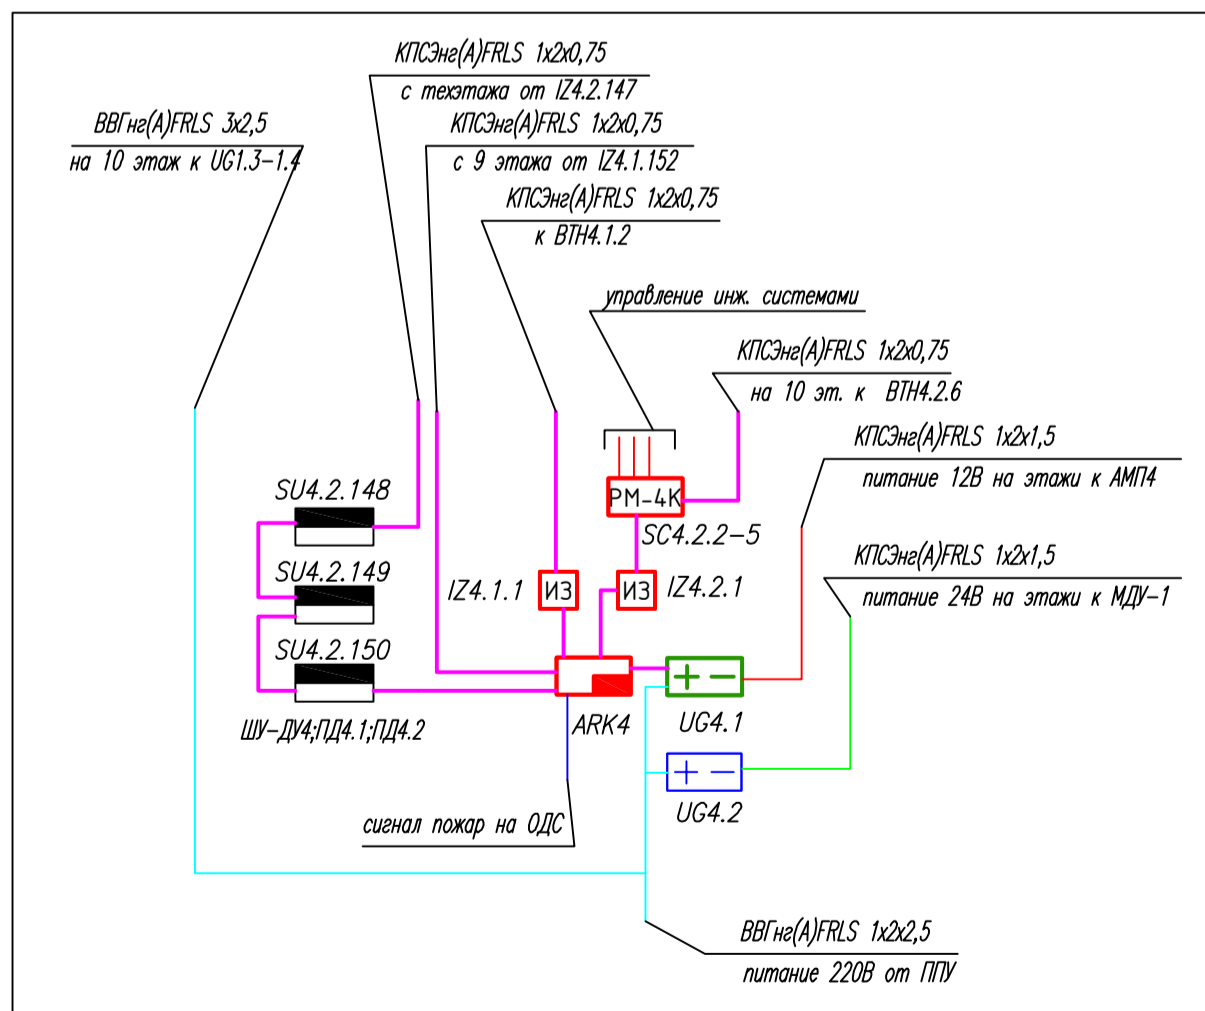 КПСЭнг(А)FRLS 1х2х0,75
с техэтажа от IZ4.2.147
ВВГнг(А)FRLS 3х2,5
на 10 этаж к UG1.3-1.4
КПСЭнг(А)FRLS 1х2х0,75
с 9 этажа от IZ4.1.152
КПСЭнг(А)FRLS 1х2х0,75
к ВТН4.1.2
управление инж. системами
КПСЭнг(А)FRLS 1х2х0,75
на 10 эт. к ВТН4.2.6
КПСЭнг(А)FRLS 1х2х1,5
питание 12В на этажи к АМП4
SU4.2.148
РМ-4К
SC4.2.2-5
КПСЭнг(А)FRLS 1х2х1,5
питание 24В на этажи к МДУ-1
SU4.2.149
IZ4.1.1
ИЗ
ИЗ
IZ4.2.1
SU4.2.150
ШУ-ДУ4;ПД4.1;ПД4.2
ARK4
+ −
UG4.1
+ −
UG4.2
сигнал пожар на ОДС
ВВГнг(А)FRLS 1х2х2,5
питание 220В от ППУ